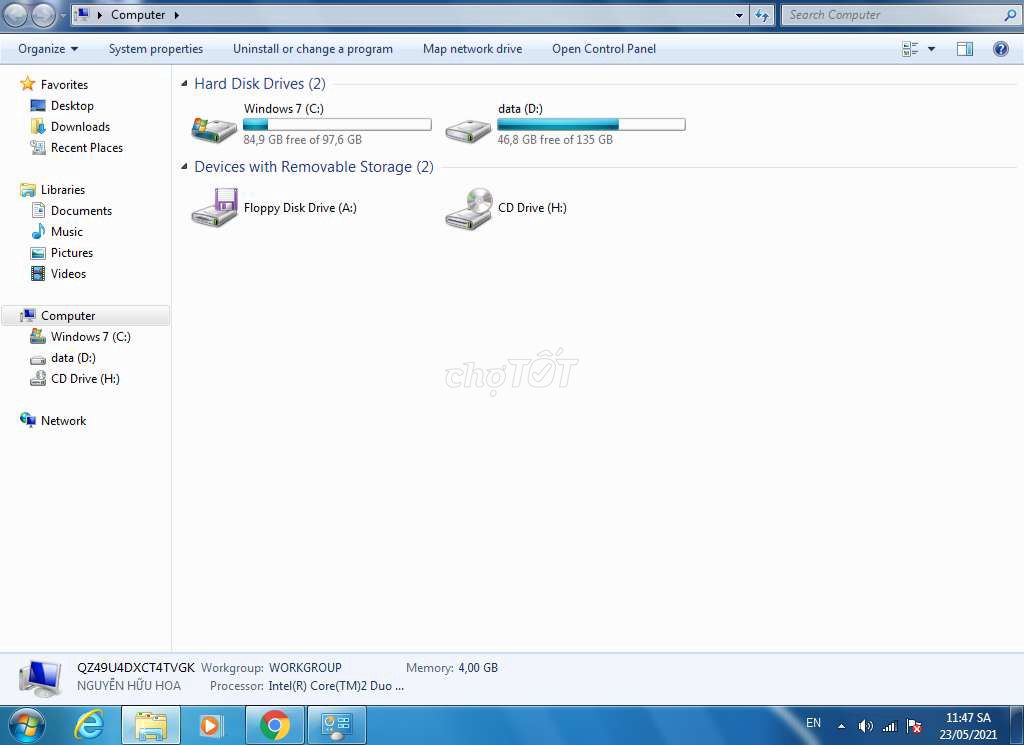 Computer
Search Computer
Organize
System properties
Uninstall or change a program
Map network drive
Open Control Panel
Favorites
Desktop
Downloads
Recent Places
Libraries
Documents
Music
Pictures
Videos
Computer
Windows 7 (C:)
data (D:)
CD Drive (H:)
Network
Hard Disk Drives (2)
Windows 7 (C:)
84,9 GB free of 97,6 GB
data (D:)
46,8 GB free of 135 GB
Devices with Removable Storage (2)
Floppy Disk Drive (A:)
CD Drive (H:)
chợTỐT
QZ49U4DXCT4TVGK Workgroup: WORKGROUP Memory: 4,00 GB
NGUYỄN HỮU HOA Processor: Intel(R) Core(TM)2 Duo ...
EN
11:47 SA
23/05/2021